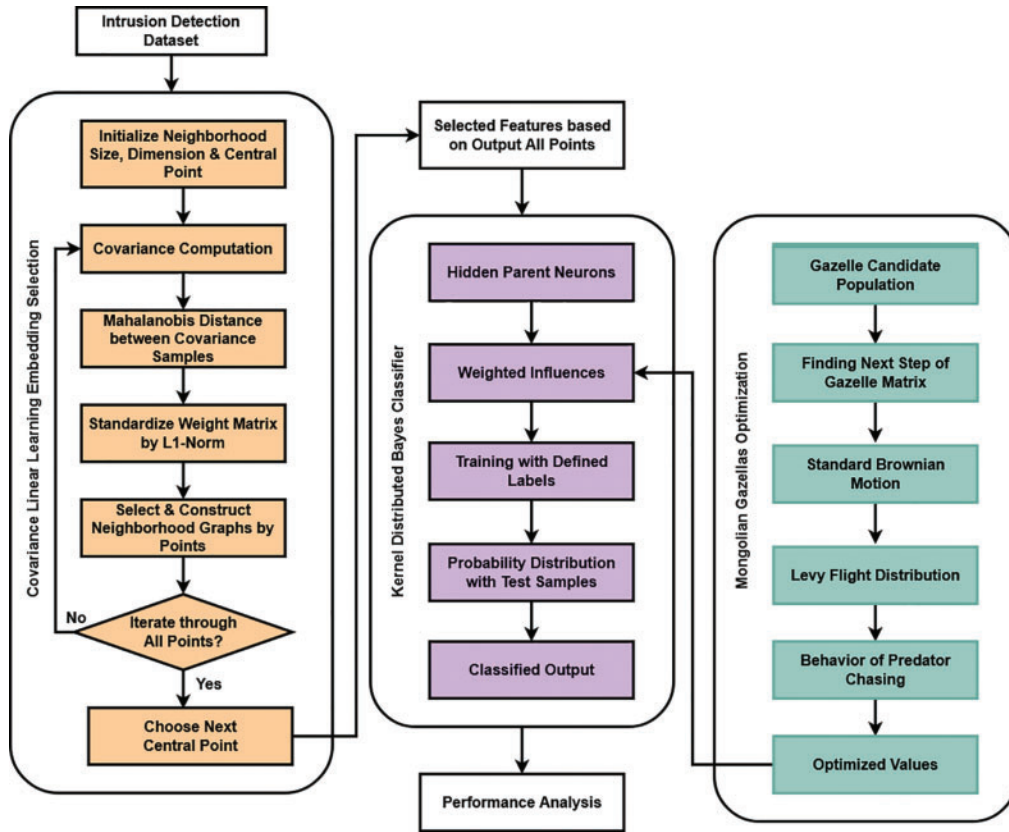 Intrusion Detection
Dataset
Covariance Linear Learning Embedding Selection
Initialize Neighborhood
Size, Dimension & Central
Point
Covariance Computation
Mahalanobis Distance
between Covariance
Samples
Standardize Weight Matrix
by L1-Norm
Select & Construct
Neighborhood Graphs by
Points
No
Iterate through
All Points?
Yes
Choose Next
Central Point
Selected Features based
on Output All Points
Kernel Distributed Bayes Classifier
Hidden Parent Neurons
Weighted Influences
Training with Defined
Labels
Probability Distribution
with Test Samples
Classified Output
Performance Analysis
Mongolian Gazellas Optimization
Gazelle Candidate
Population
Finding Next Step of
Gazelle Matrix
Standard Brownian
Motion
Levy Flight Distribution
Behavior of Predator
Chasing
Optimized Values